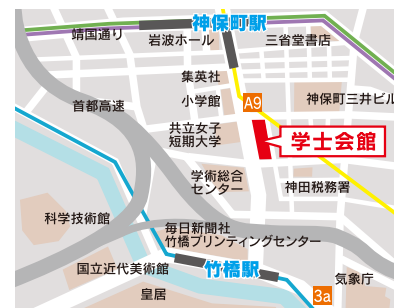 神保町駅
靖国通り
岩波ホール
三省堂書店
集英社
小学館
A9
神保町三井ビル
首都高速
共立女子
短期大学
学士会館
学術総合
センター
神田税務署
科学技術館
毎日新聞社
竹橋プリンティングセンター
国立近代美術館
竹橋駅
気象庁
皇居
3a